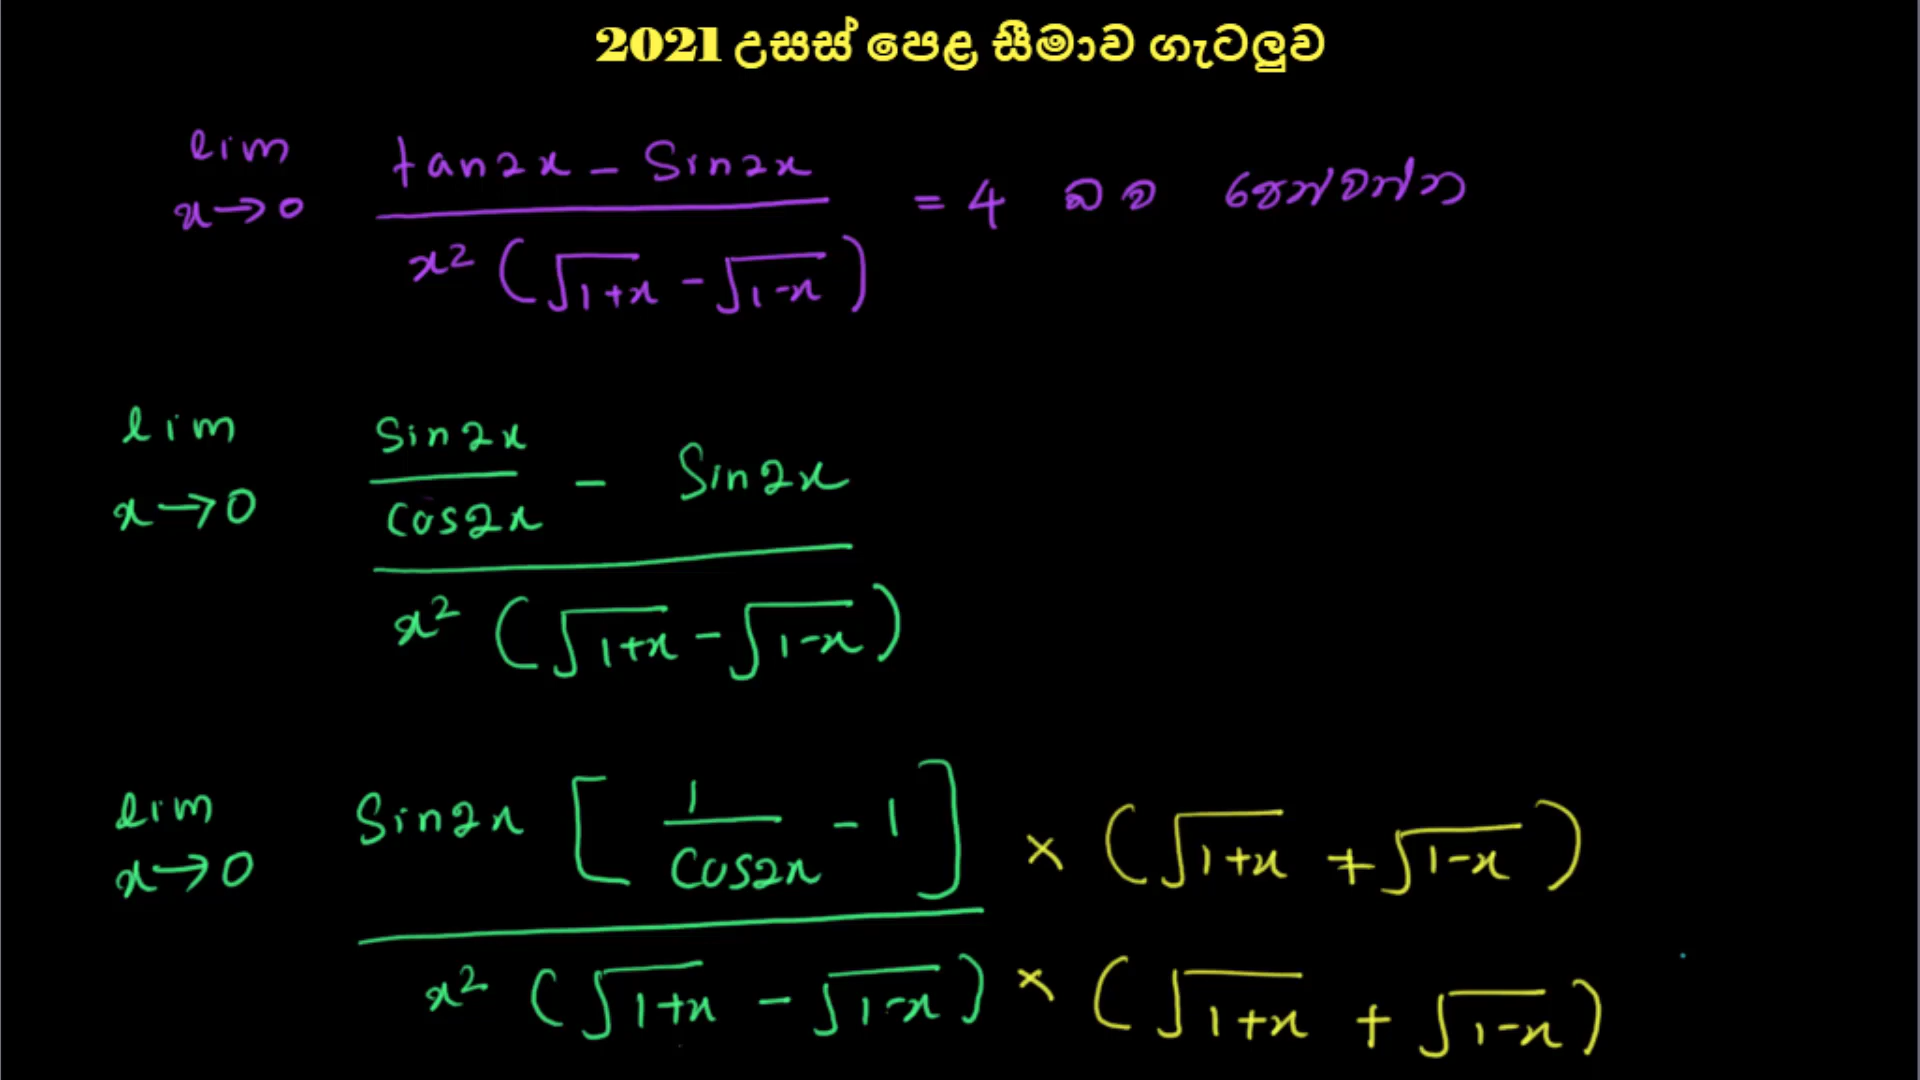 2021 උසස් පෙළ සීමාව ගැටලුව
lim x→0 (tan2x – Sin2x) / (x² (√1+x – √1-x)) = 4 බව පෙන්වන්න
lim x→0 (Sin2x / Cos2x – Sin2x) / (x² (√1+x – √1-x))
lim x→0 (Sin2x [1 / Cos2x – 1] × (√1+x + √1-x)) / (x² (√1+x – √1-x) × (√1+x + √1-x))